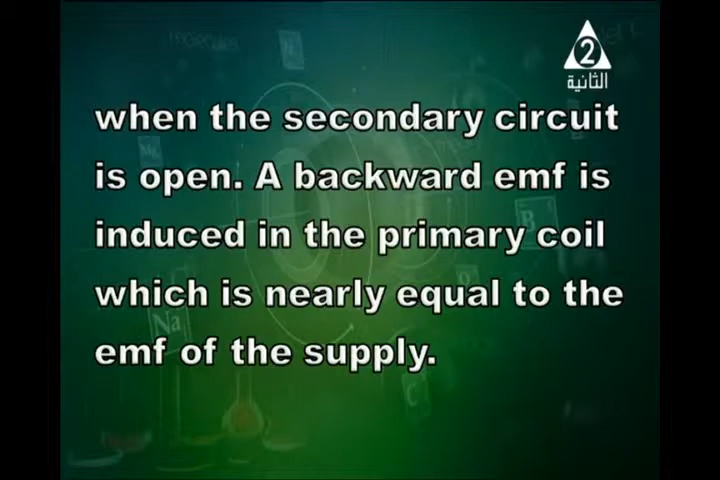 2
الثانية
when the secondary circuit
is open. A backward emf is
induced in the primary coil
which is nearly equal to the
emf of the supply.
Na